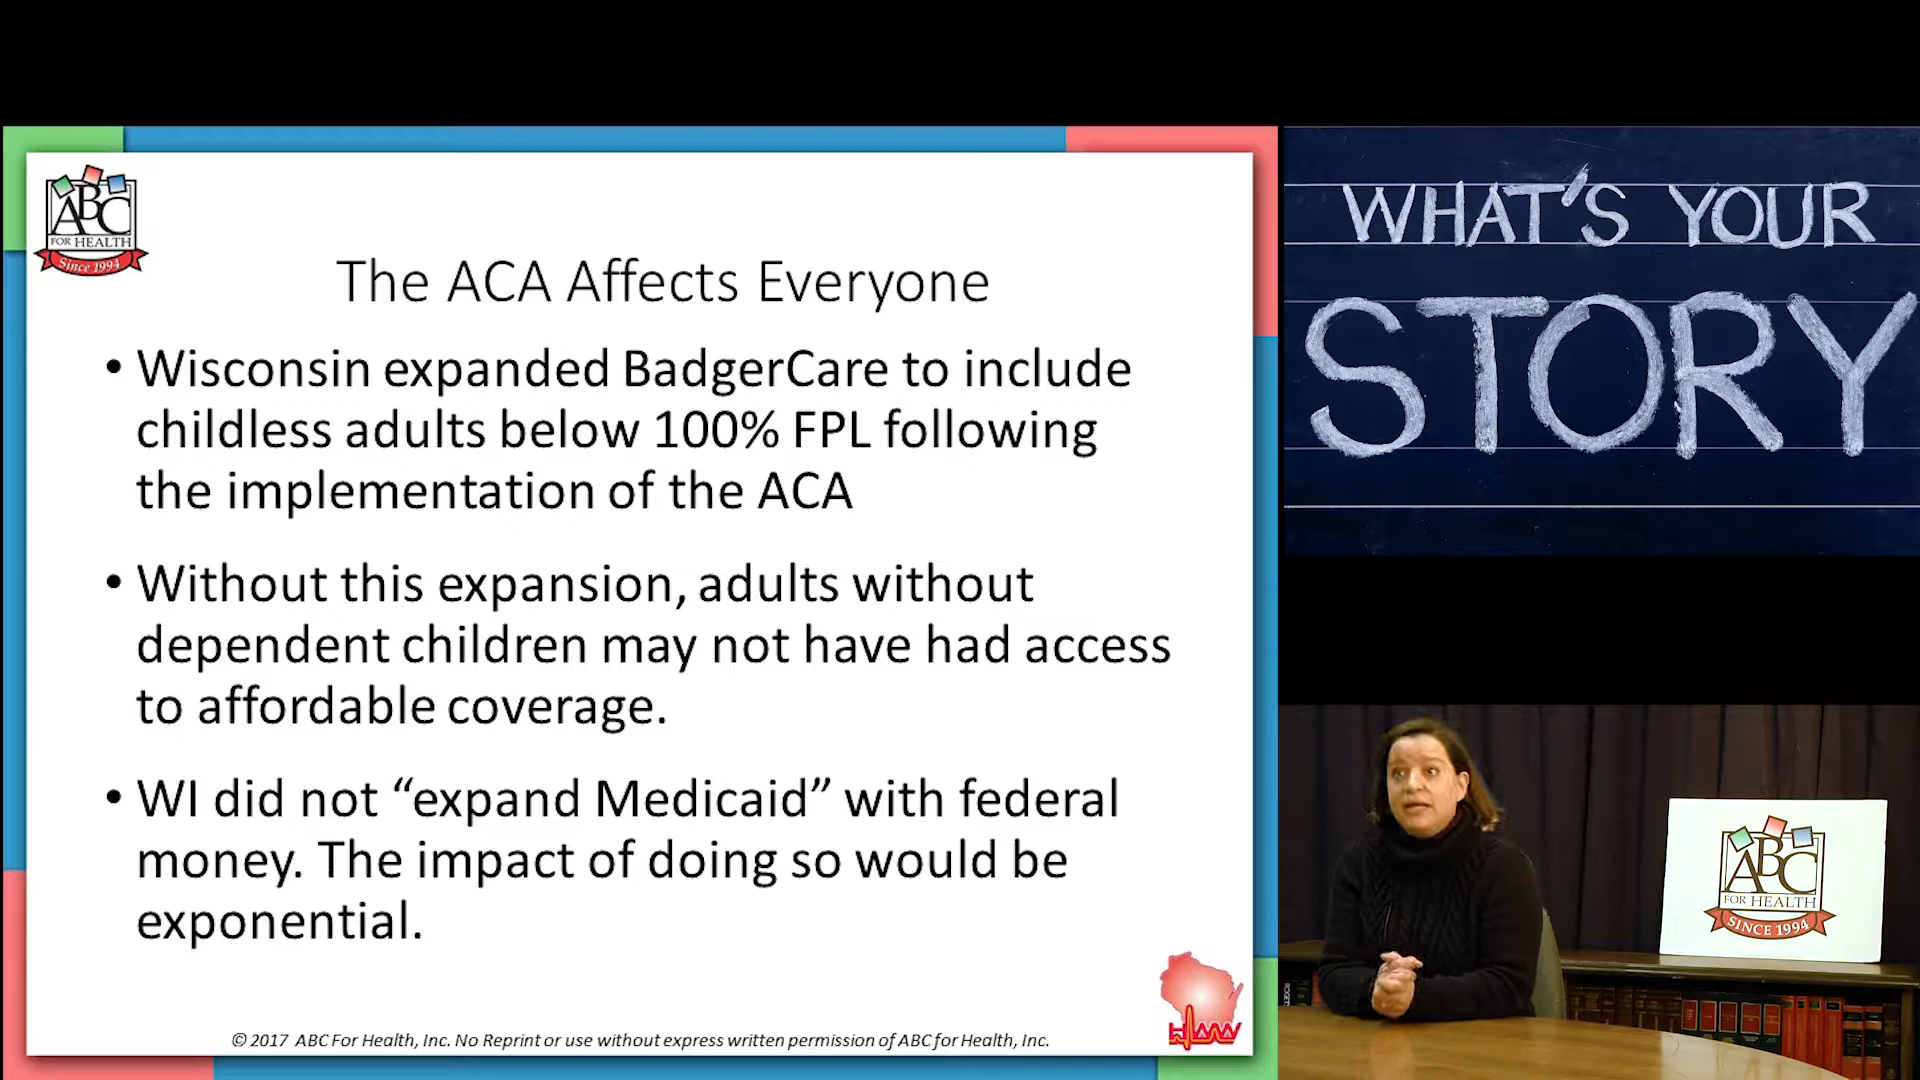 ABC
FOR HEALTH
Since 1994
The ACA Affects Everyone
• Wisconsin expanded BadgerCare to include
childless adults below 100% FPL following
the implementation of the ACA
• Without this expansion, adults without
dependent children may not have had access
to affordable coverage.
• WI did not “expand Medicaid” with federal
money. The impact of doing so would be
exponential.
© 2017 ABC For Health, Inc. No Reprint or use without express written permission of ABC for Health, Inc.
WHAT'S YOUR
STORY
ABC
FOR HEALTH
SINCE 1994